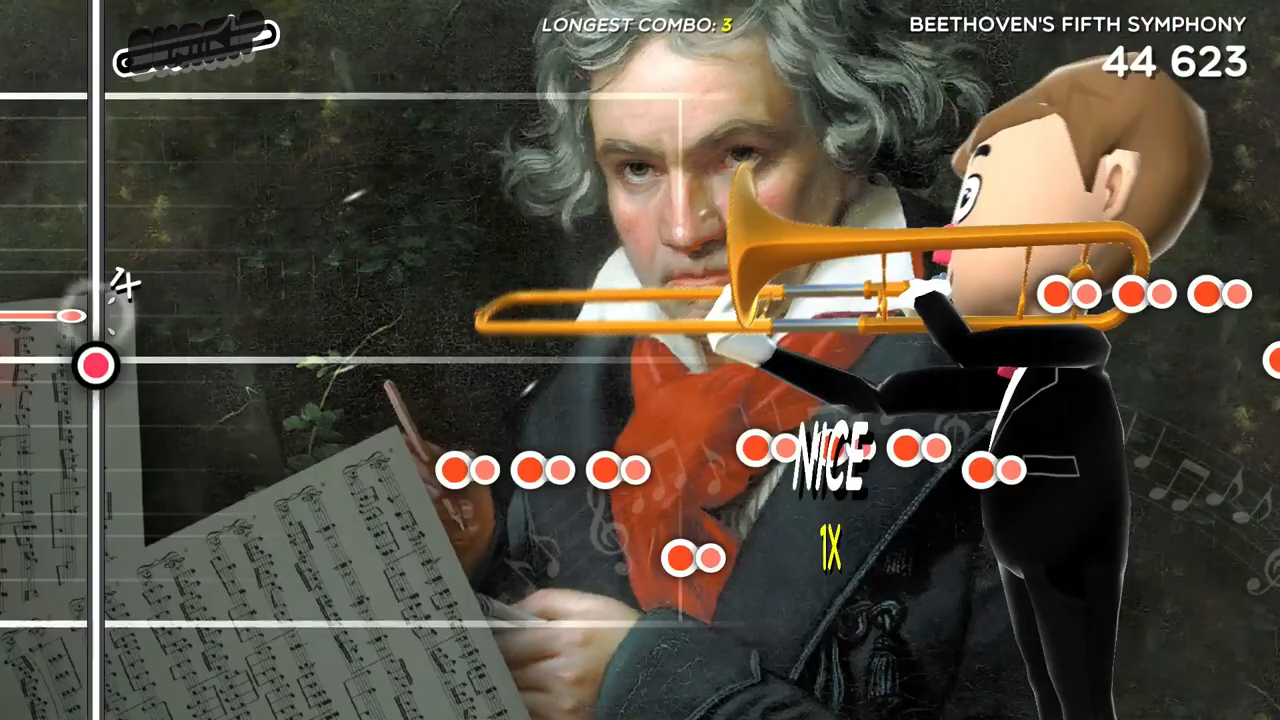 LONGEST COMBO: 3
BEETHOVEN'S FIFTH SYMPHONY
44 623
NICE
1X